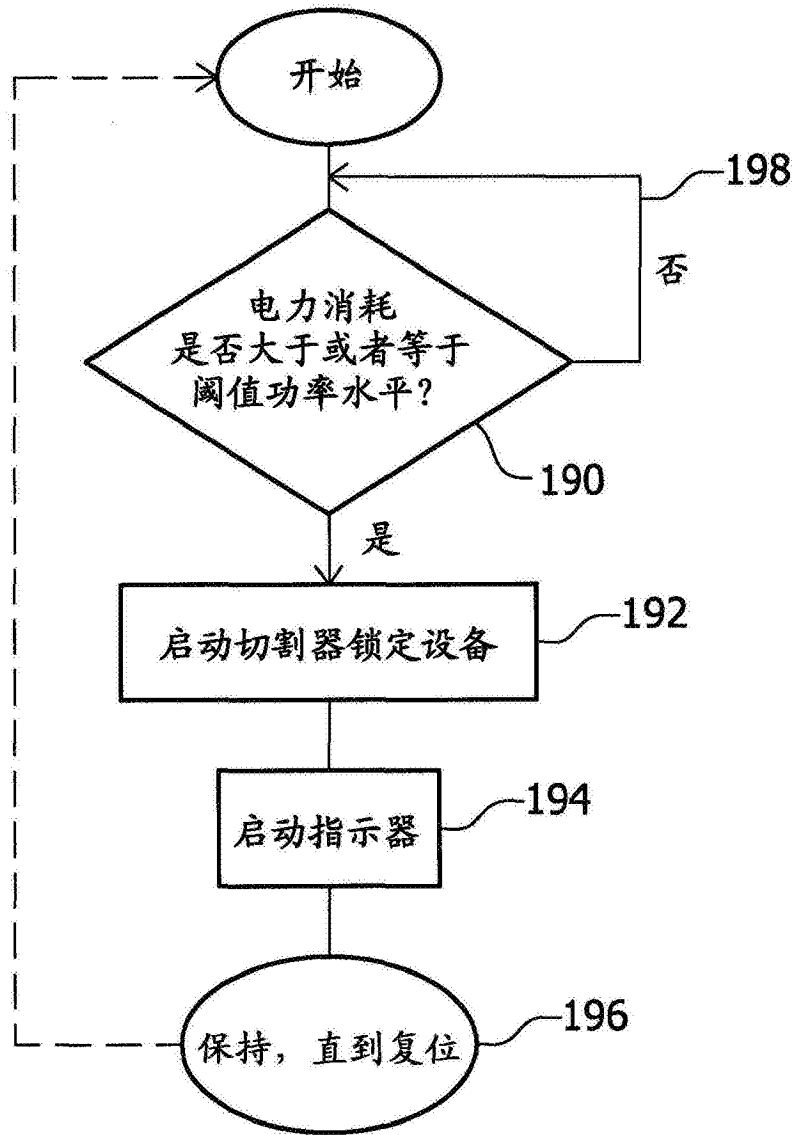 开始
198
否
电力消耗
是否大于或者等于
阈值功率水平？
190
是
192
启动切割器锁定设备
194
启动指示器
196
保持，直到复位